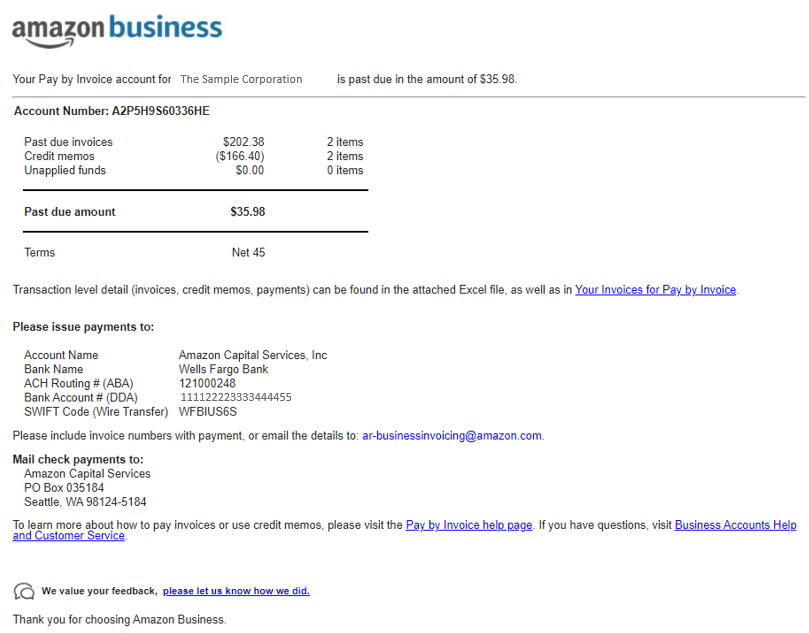 amazon business
Your Pay by Invoice account for The Sample Corporation is past due in the amount of $35.98.
Account Number: A2P5H9S60336HE
Past due invoices $202.38 2 items
Credit memos ($166.40) 2 items
Unapplied funds $0.00 0 items
Past due amount $35.98
Terms Net 45
Transaction level detail (invoices, credit memos, payments) can be found in the attached Excel file, as well as in Your Invoices for Pay by Invoice.
Please issue payments to:
Account Name Amazon Capital Services, Inc
Bank Name Wells Fargo Bank
ACH Routing # (ABA) 121000248
Bank Account # (DDA) 111122223333444455
SWIFT Code (Wire Transfer) WFBIUS6S
Please include invoice numbers with payment, or email the details to: ar-businessinvoicing@amazon.com.
Mail check payments to:
Amazon Capital Services
PO Box 035184
Seattle, WA 98124-5184
To learn more about how to pay invoices or use credit memos, please visit the Pay by Invoice help page. If you have questions, visit Business Accounts Help
and Customer Service.
We value your feedback, please let us know how we did.
Thank you for choosing Amazon Business.